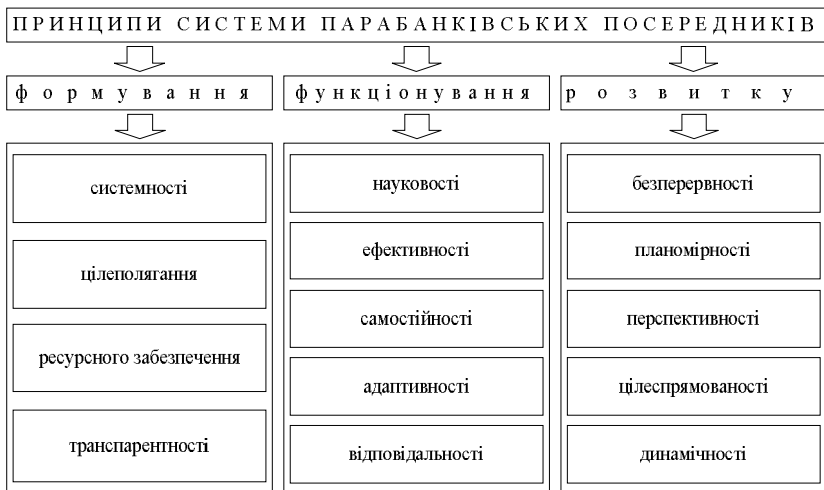 ПРИНЦИПИ СИСТЕМИ ПАРАБАНКІВСЬКИХ ПОСЕРЕДНИКІВ
формування
функціонування
розвитку
системності
цілеполягання
ресурсного забезпечення
транспарентності
науковості
ефективності
самостійності
адаптивності
відповідальності
безперервності
планомірності
перспективності
цілеспрямованості
динамічності